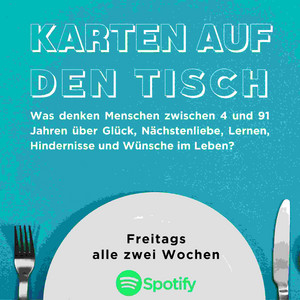 KARTEN AUF
DEN TISCH
Was denken Menschen zwischen 4 und 91
Jahren über Glück, Nächstenliebe, Lernen,
Hindernisse und Wünsche im Leben?
Freitags
alle zwei Wochen
Spotify